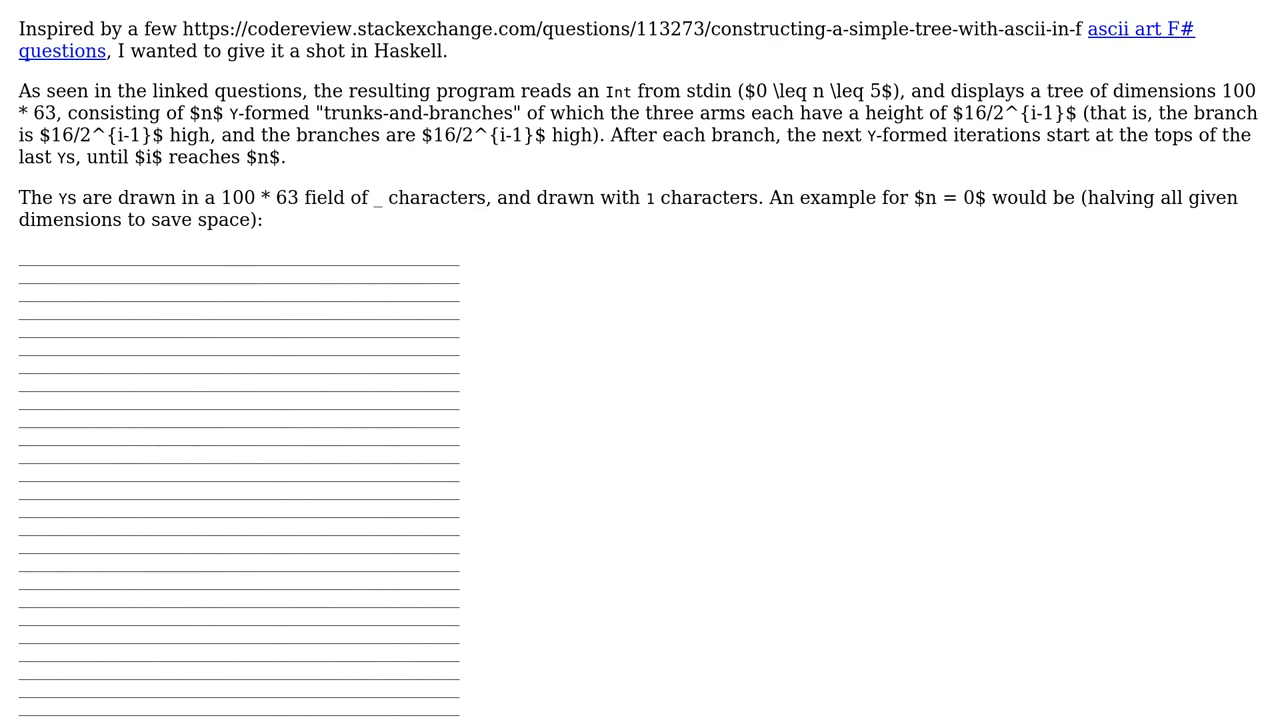 Inspired by a few https://codereview.stackexchange.com/questions/113273/constructing-a-simple-tree-with-ascii-in-f ascii art F#
questions, I wanted to give it a shot in Haskell.
As seen in the linked questions, the resulting program reads an Int from stdin ($0 \leq n \leq 5$), and displays a tree of dimensions 100
* 63, consisting of $n$ Y-formed "trunks-and-branches" of which the three arms each have a height of $16/2^{i-1}$ (that is, the branch
is $16/2^{i-1}$ high, and the branches are $16/2^{i-1}$ high). After each branch, the next Y-formed iterations start at the tops of the
last Ys, until $i$ reaches $n$.
The Ys are drawn in a 100 * 63 field of _ characters, and drawn with 1 characters. An example for $n = 0$ would be (halving all given
dimensions to save space):